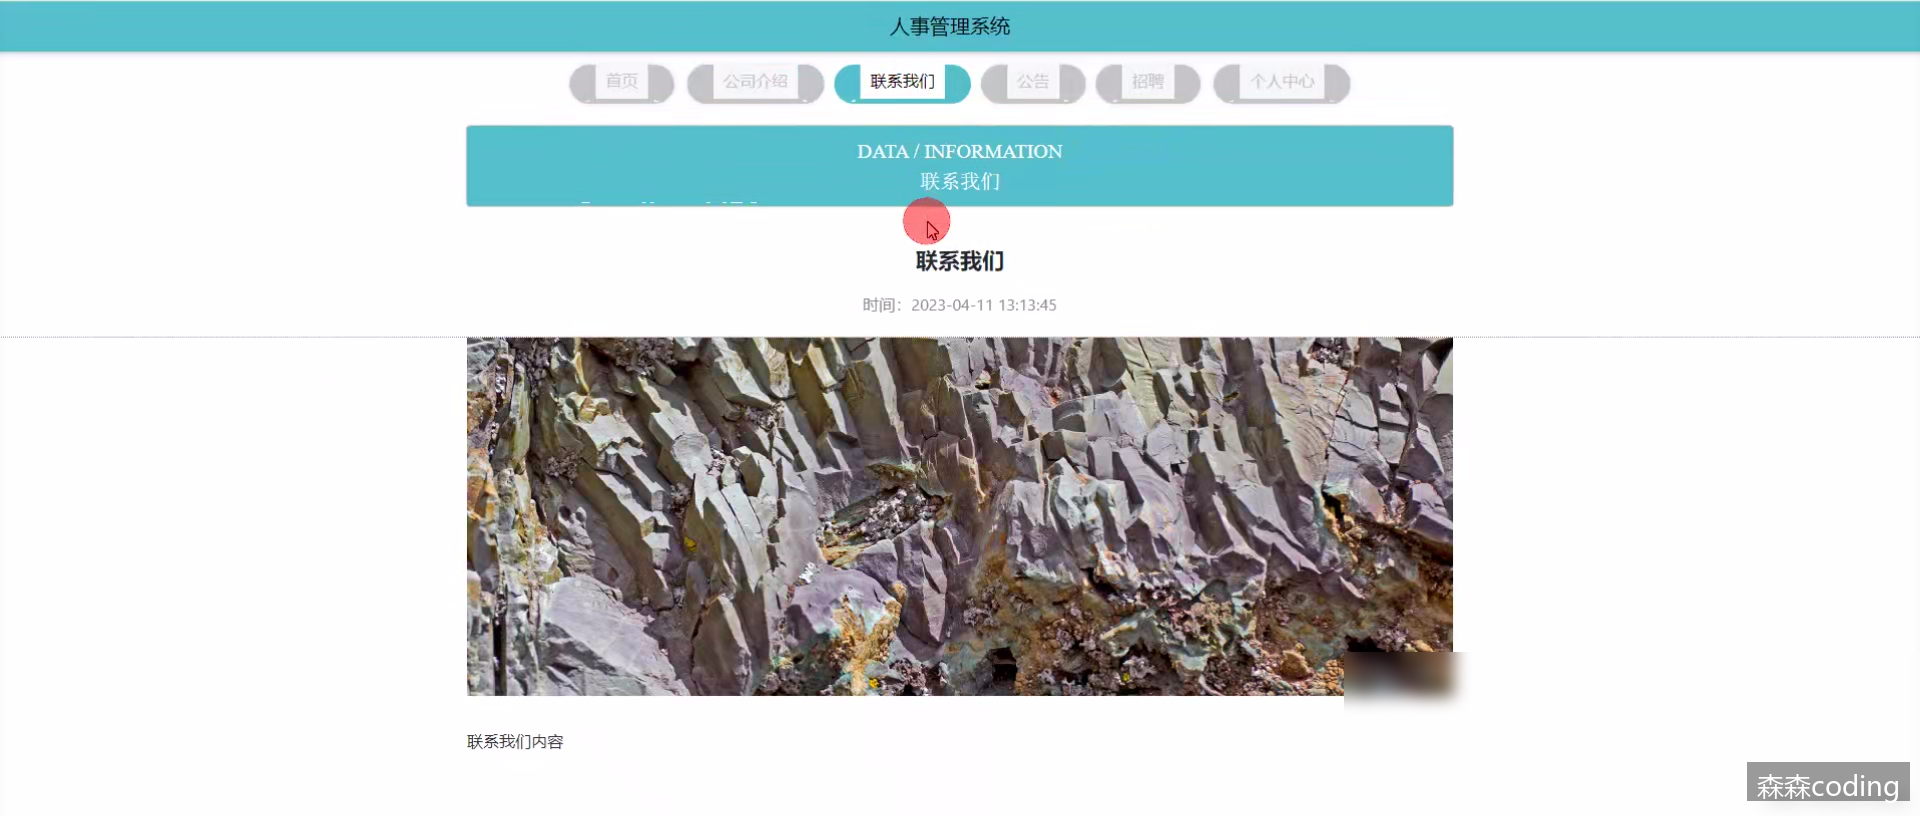 人事管理系统
首页
公司介绍
联系我们
公告
招聘
个人中心
DATA / INFORMATION
联系我们
联系我们
时间：2023-04-11 13:13:45
联系我们内容
森森coding